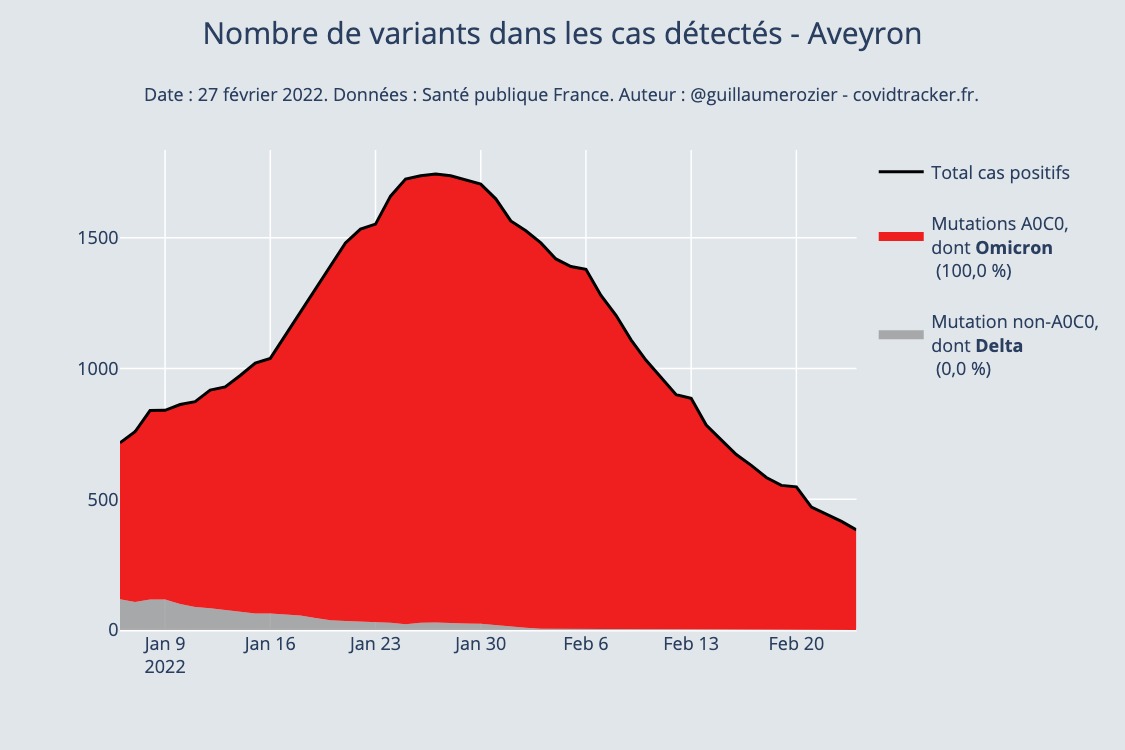 Nombre de variants dans les cas détectés - Aveyron
Date : 27 février 2022. Données : Santé publique France. Auteur : @guillaumerozier - covidtracker.fr.
Total cas positifs
Mutations A0C0,
dont Omicron
(100,0 %)
Mutation non-A0C0,
dont Delta
(0,0 %)
1500
1000
500
0
Jan 9
2022
Jan 16
Jan 23
Jan 30
Feb 6
Feb 13
Feb 20